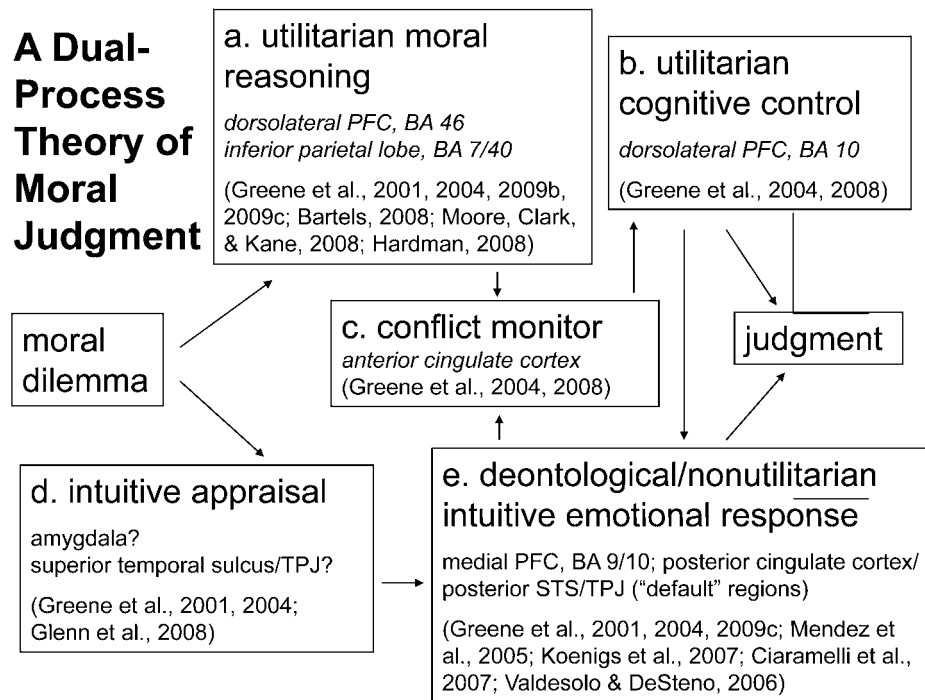 A Dual-
Process
Theory of
Moral
Judgment
a. utilitarian moral
reasoning
dorsolateral PFC, BA 46
inferior parietal lobe, BA 7/40
(Greene et al., 2001, 2004, 2009b,
2009c; Bartels, 2008; Moore, Clark,
& Kane, 2008; Hardman, 2008)
b. utilitarian
cognitive control
dorsolateral PFC, BA 10
(Greene et al., 2004, 2008)
moral
dilemma
c. conflict monitor
anterior cingulate cortex
(Greene et al., 2004, 2008)
judgment
d. intuitive appraisal
amygdala?
superior temporal sulcus/TPJ?
(Greene et al., 2001, 2004;
Glenn et al., 2008)
e. deontological/nonutilitarian
intuitive emotional response
medial PFC, BA 9/10; posterior cingulate cortex/
posterior STS/TPJ (“default” regions)
(Greene et al., 2001, 2004, 2009c; Mendez et
al., 2005; Koenigs et al., 2007; Ciaramelli et al.,
2007; Valdesolo & DeSteno, 2006)